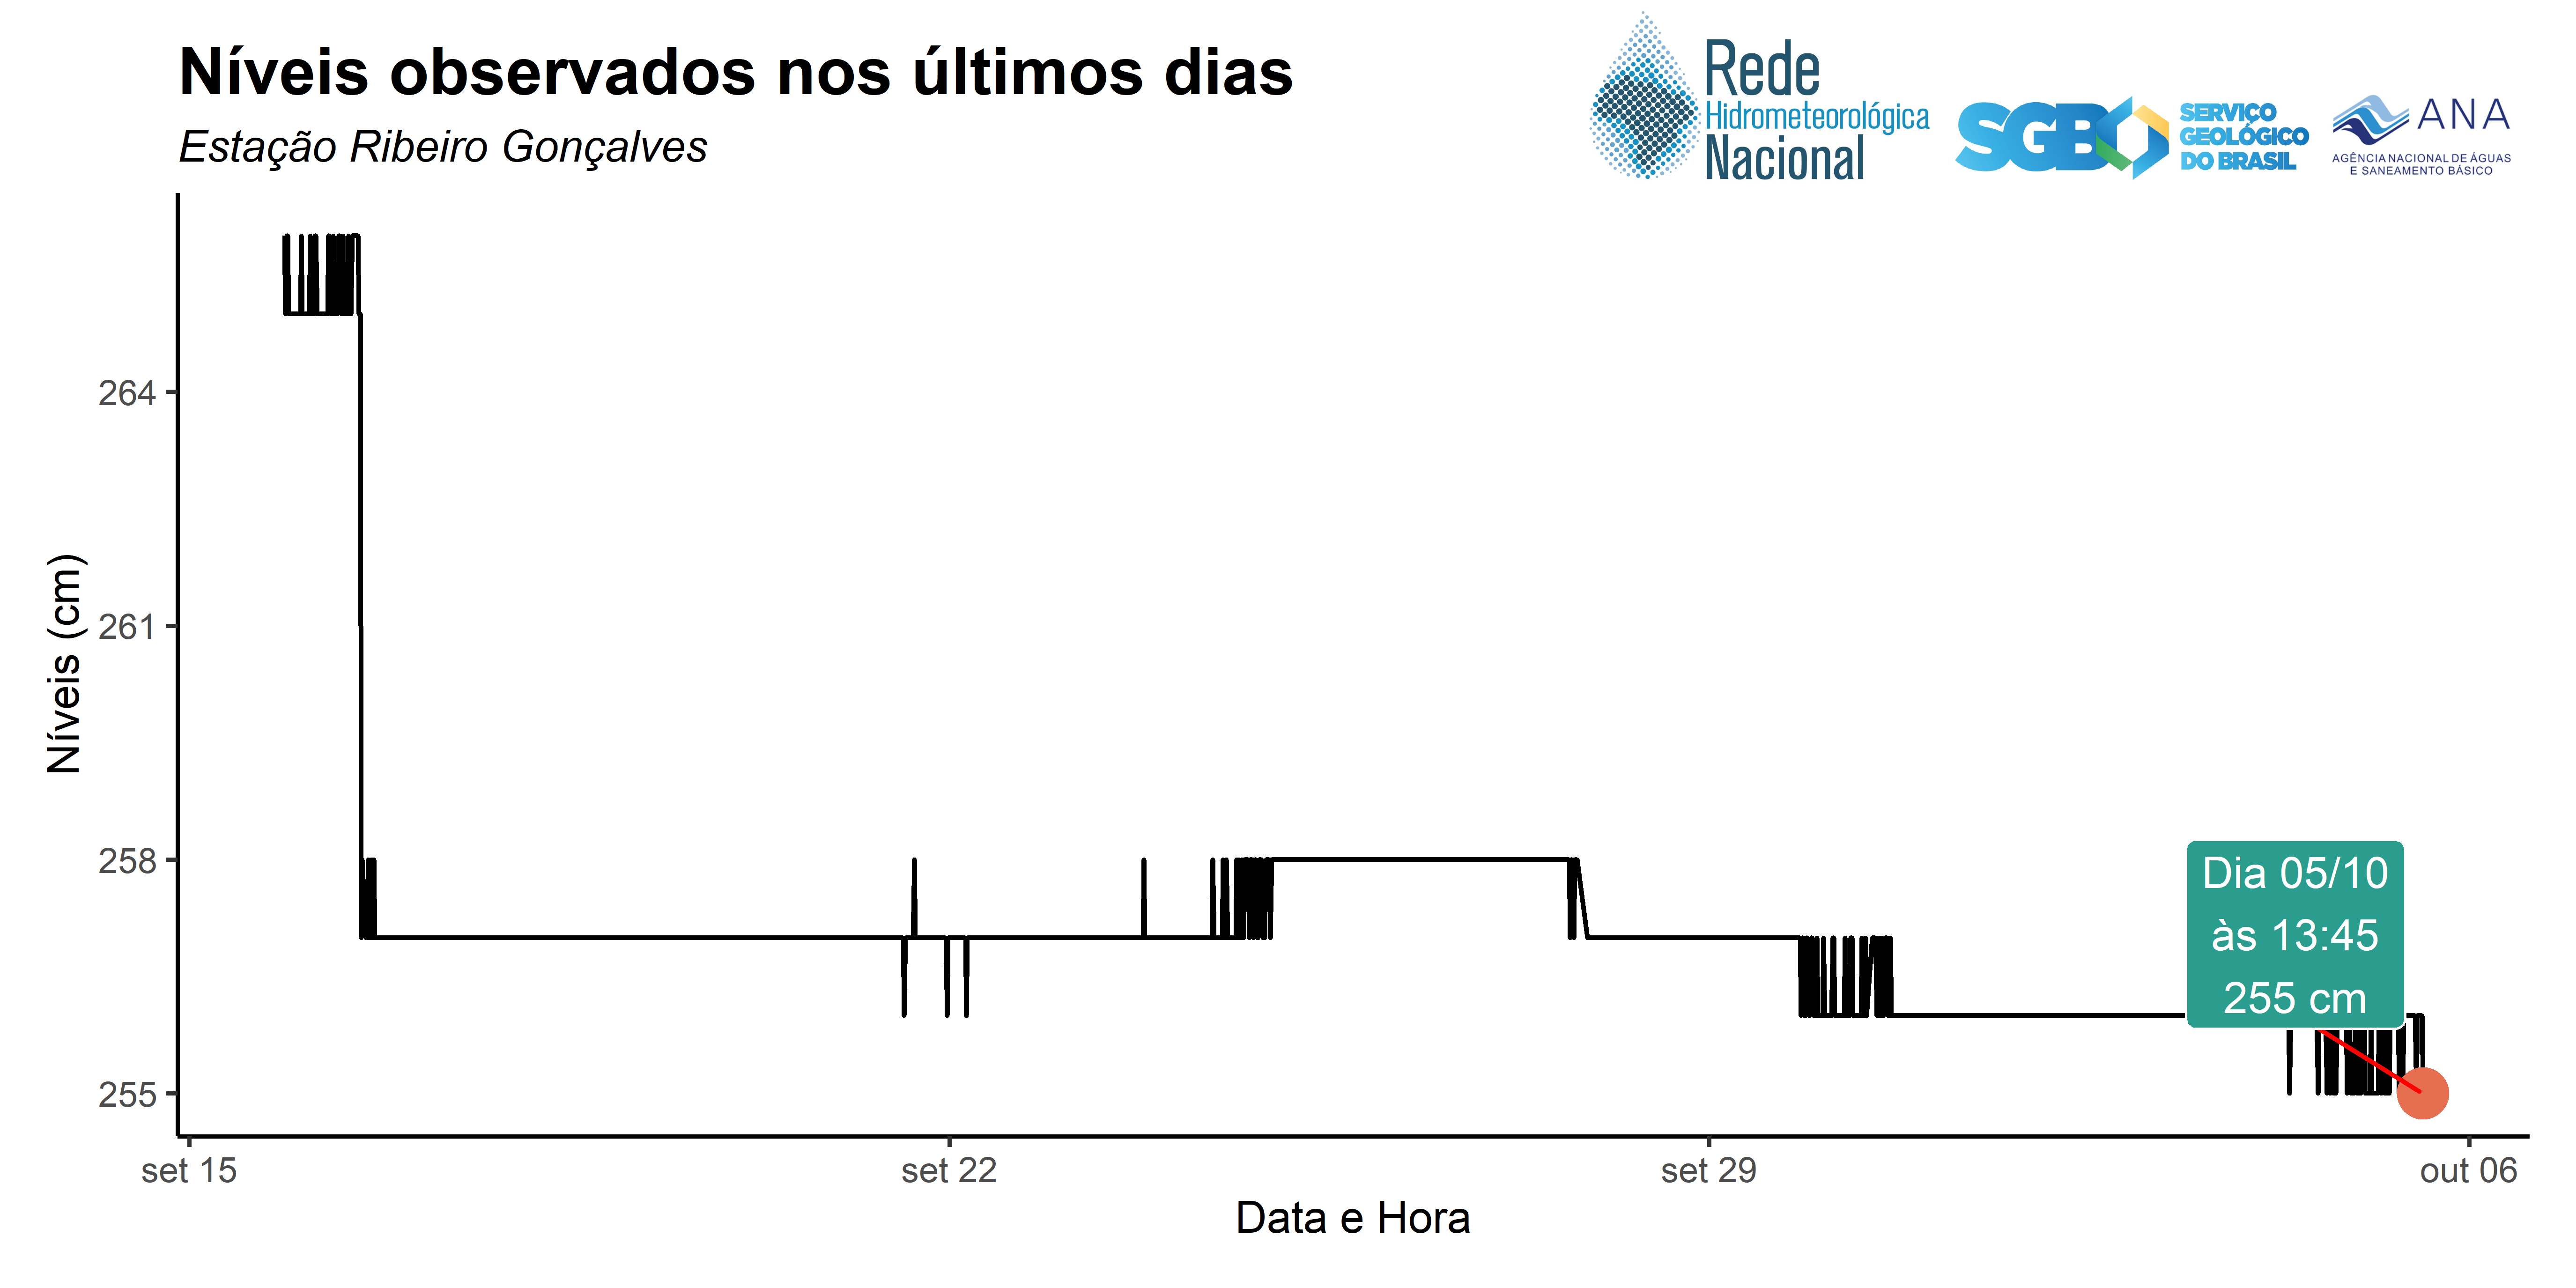 Níveis observados nos últimos dias
Estação Ribeiro Gonçalves
Rede
Hidrometeorológica
Nacional
SGB
SERVIÇO
GEOLÓGICO
DO BRASIL
ANA
AGÊNCIA NACIONAL DE ÁGUAS
E SANEAMENTO BÁSICO
Níveis (cm)
264
261
258
255
Dia 05/10
às 13:45
255 cm
set 15
set 22
set 29
out 06
Data e Hora